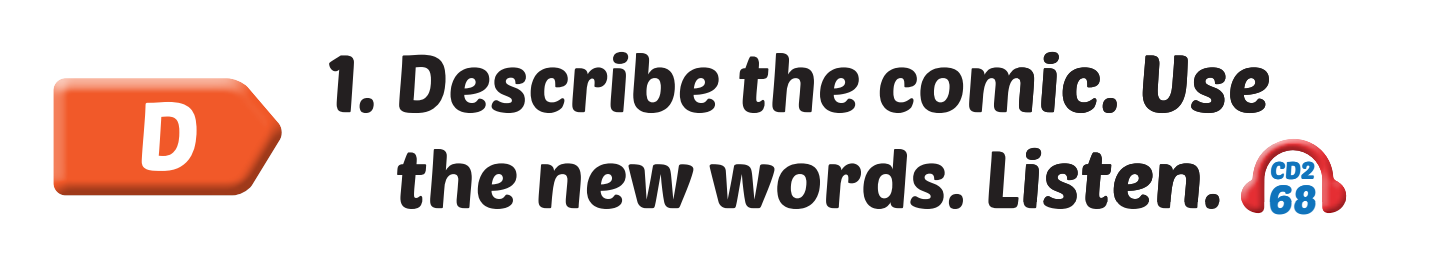 D
1. Describe the comic. Use
the new words. Listen.
CD2
68